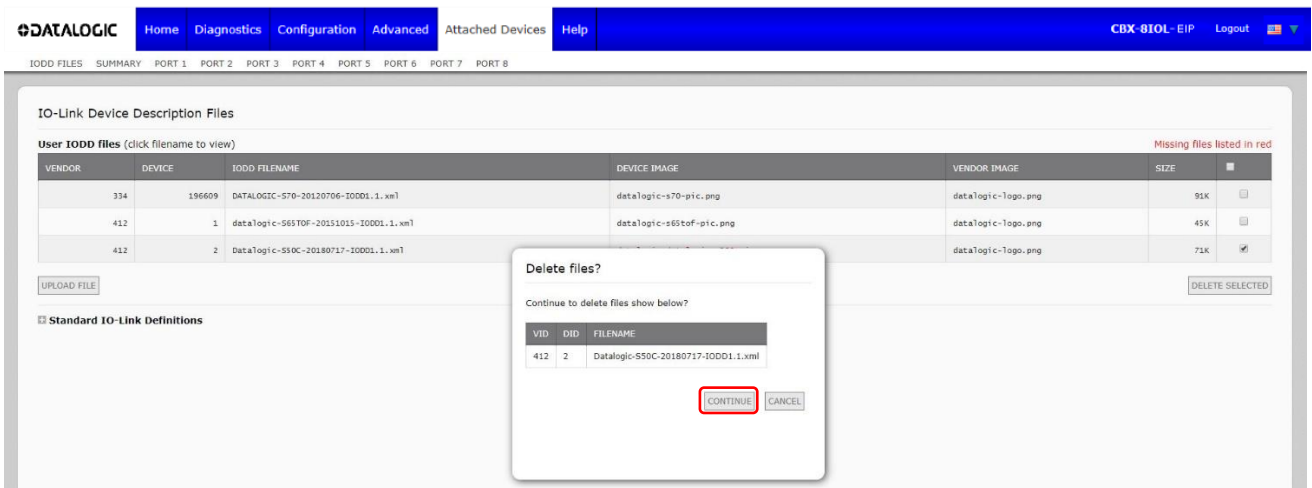 DATALOGIC Home Diagnostics Configuration Advanced Attached Devices Help CBX-8IOL-EIP Logout
IODD FILES SUMMARY PORT 1 PORT 2 PORT 3 PORT 4 PORT 5 PORT 6 PORT 7 PORT 8
IO-Link Device Description Files
User IODD files (click filename to view) Missing files listed in red
VENDOR DEVICE IODD FILENAME DEVICE IMAGE VENDOR IMAGE SIZE
334 196609 DATALOGIC-S70-20120706-IODD1.1.xml datalogic-s70-pic.png datalogic-logo.png 91K
412 1 datalogic-S65TOF-20151015-IODD1.1.xml datalogic-s65tof-pic.png datalogic-logo.png 45K
412 2 Datalogic-S50C-20180717-IODD1.1.xml datalogic-logo.png 71K
UPLOAD FILE DELETE SELECTED
Standard IO-Link Definitions
Delete files?
Continue to delete files show below?
VID DID FILENAME
412 2 Datalogic-S50C-20180717-IODD1.1.xml
CONTINUE CANCEL